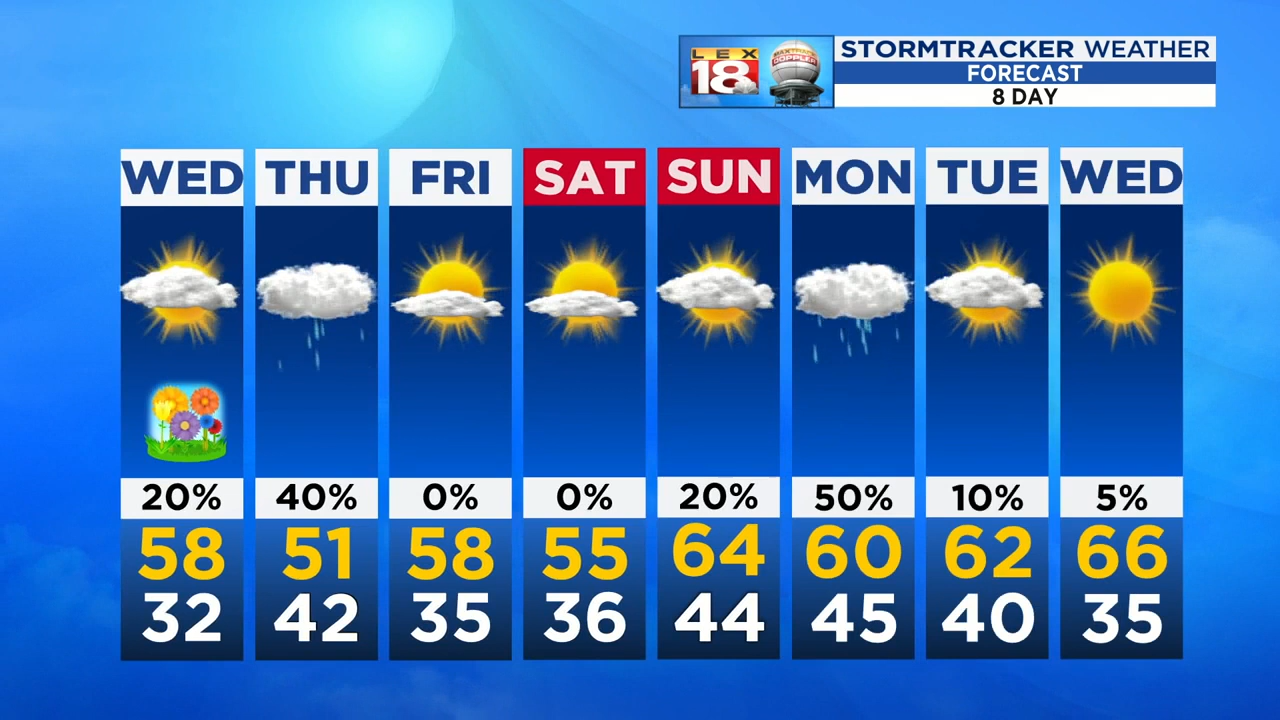 LEX
18
MAXTRACK
DOPPLER
STORMTRACKER WEATHER
FORECAST
8 DAY
WED THU FRI SAT SUN MON TUE WED
20% 40% 0% 0% 20% 50% 10% 5%
58 51 58 55 64 60 62 66
32 42 35 36 44 45 40 35